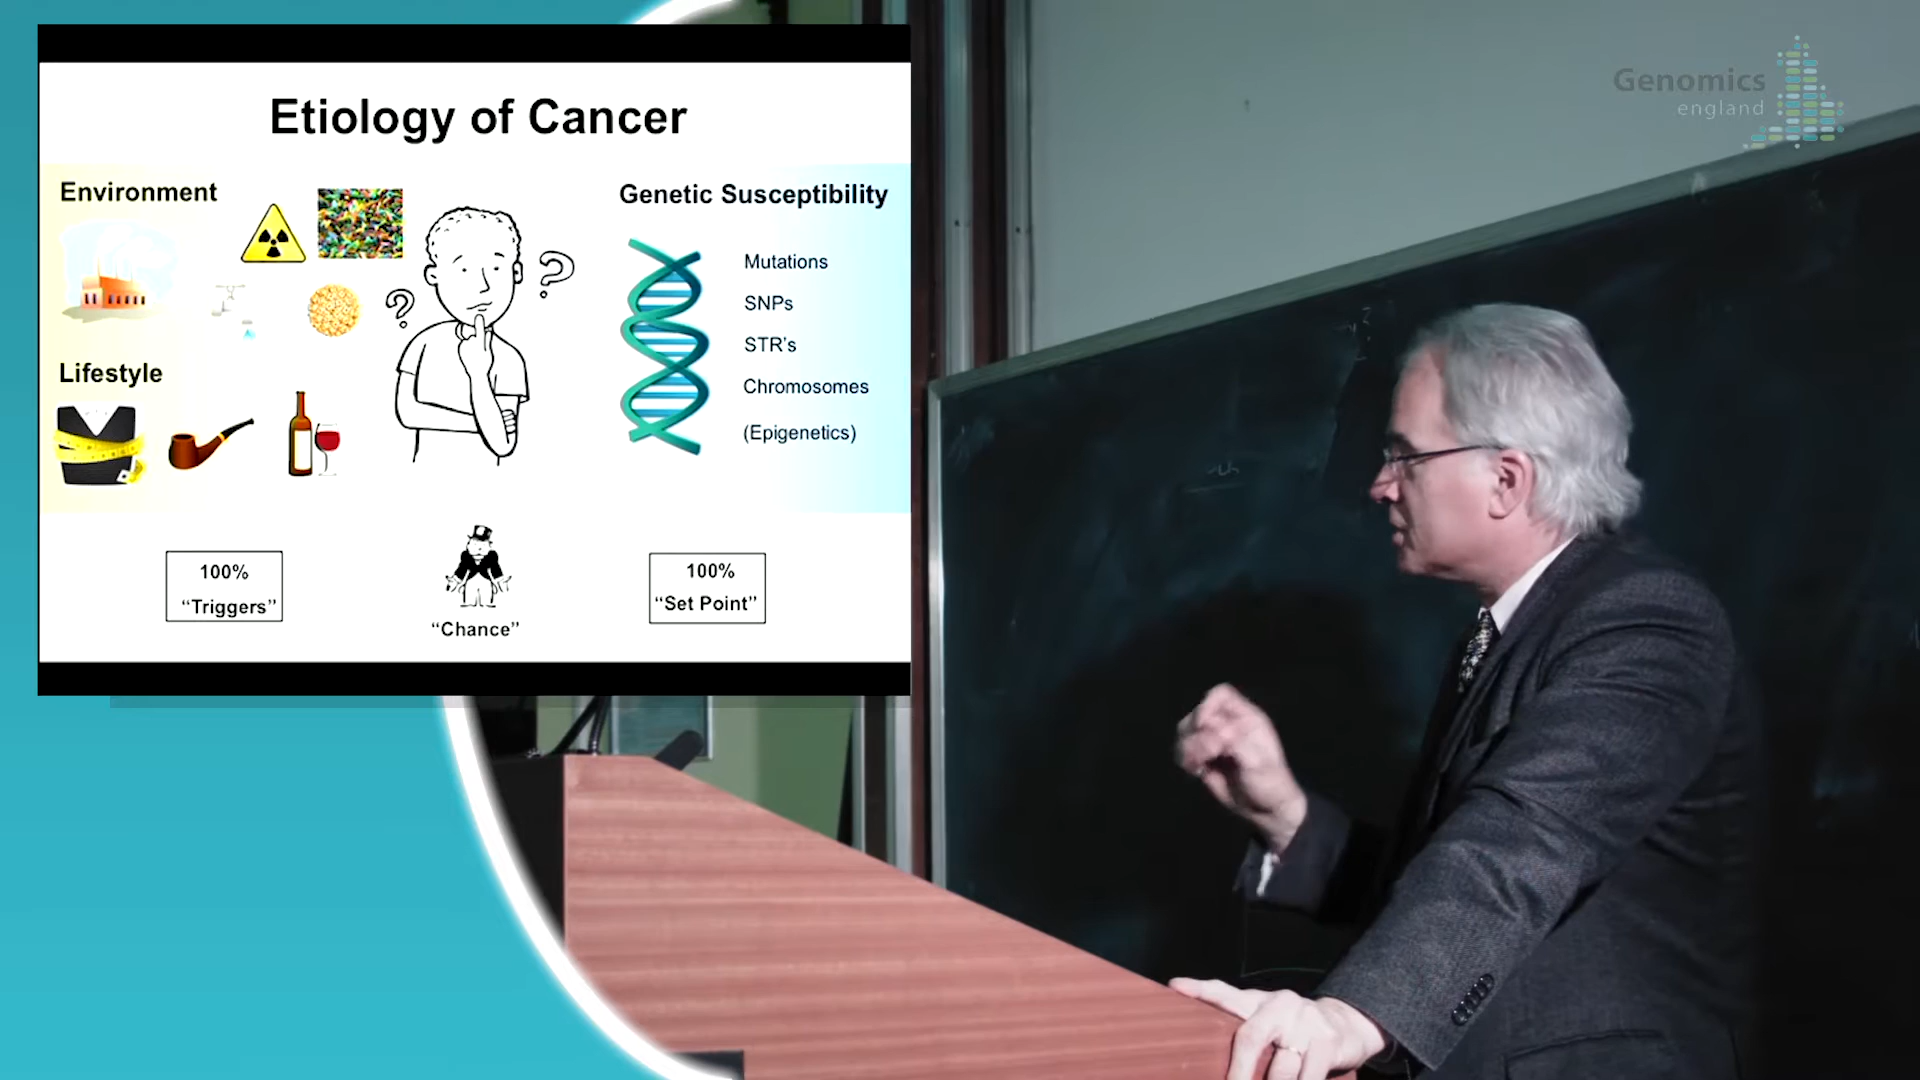 Etiology of Cancer
Environment
Lifestyle
Genetic Susceptibility
Mutations
SNPs
STR's
Chromosomes
(Epigenetics)
100%
“Triggers”
“Chance”
100%
“Set Point”
Genomics
england